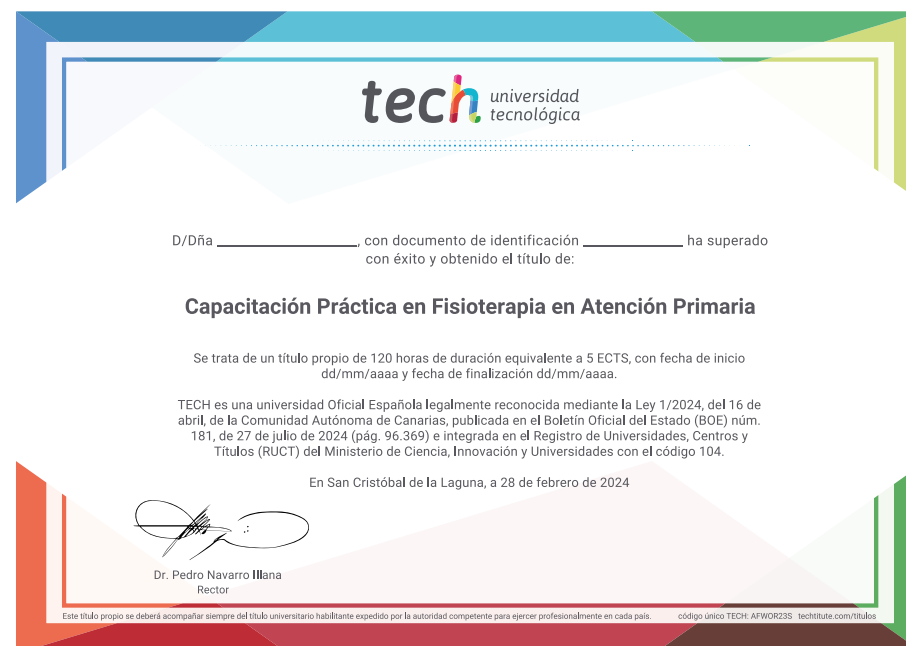 tech universidad
tecnológica
D/Dña ____________________, con documento de identificación ______________ ha superado
con éxito y obtenido el título de:
Capacitación Práctica en Fisioterapia en Atención Primaria
Se trata de un título propio de 120 horas de duración equivalente a 5 ECTS, con fecha de inicio
dd/mm/aaaa y fecha de finalización dd/mm/aaaa.
TECH es una universidad Oficial Española legalmente reconocida mediante la Ley 1/2024, del 16 de
abril, de la Comunidad Autónoma de Canarias, publicada en el Boletín Oficial del Estado (BOE) núm.
181, de 27 de julio de 2024 (pág. 96.369) e integrada en el Registro de Universidades, Centros y
Títulos (RUCT) del Ministerio de Ciencia, Innovación y Universidades con el código 104.
En San Cristóbal de la Laguna, a 28 de febrero de 2024
Dr. Pedro Navarro Illana
Rector
Este título propio se deberá acompañar siempre del título universitario habilitante expedido por la autoridad competente para ejercer profesionalmente en cada país. código único TECH: AFWOR23S techtitute.com/titulos